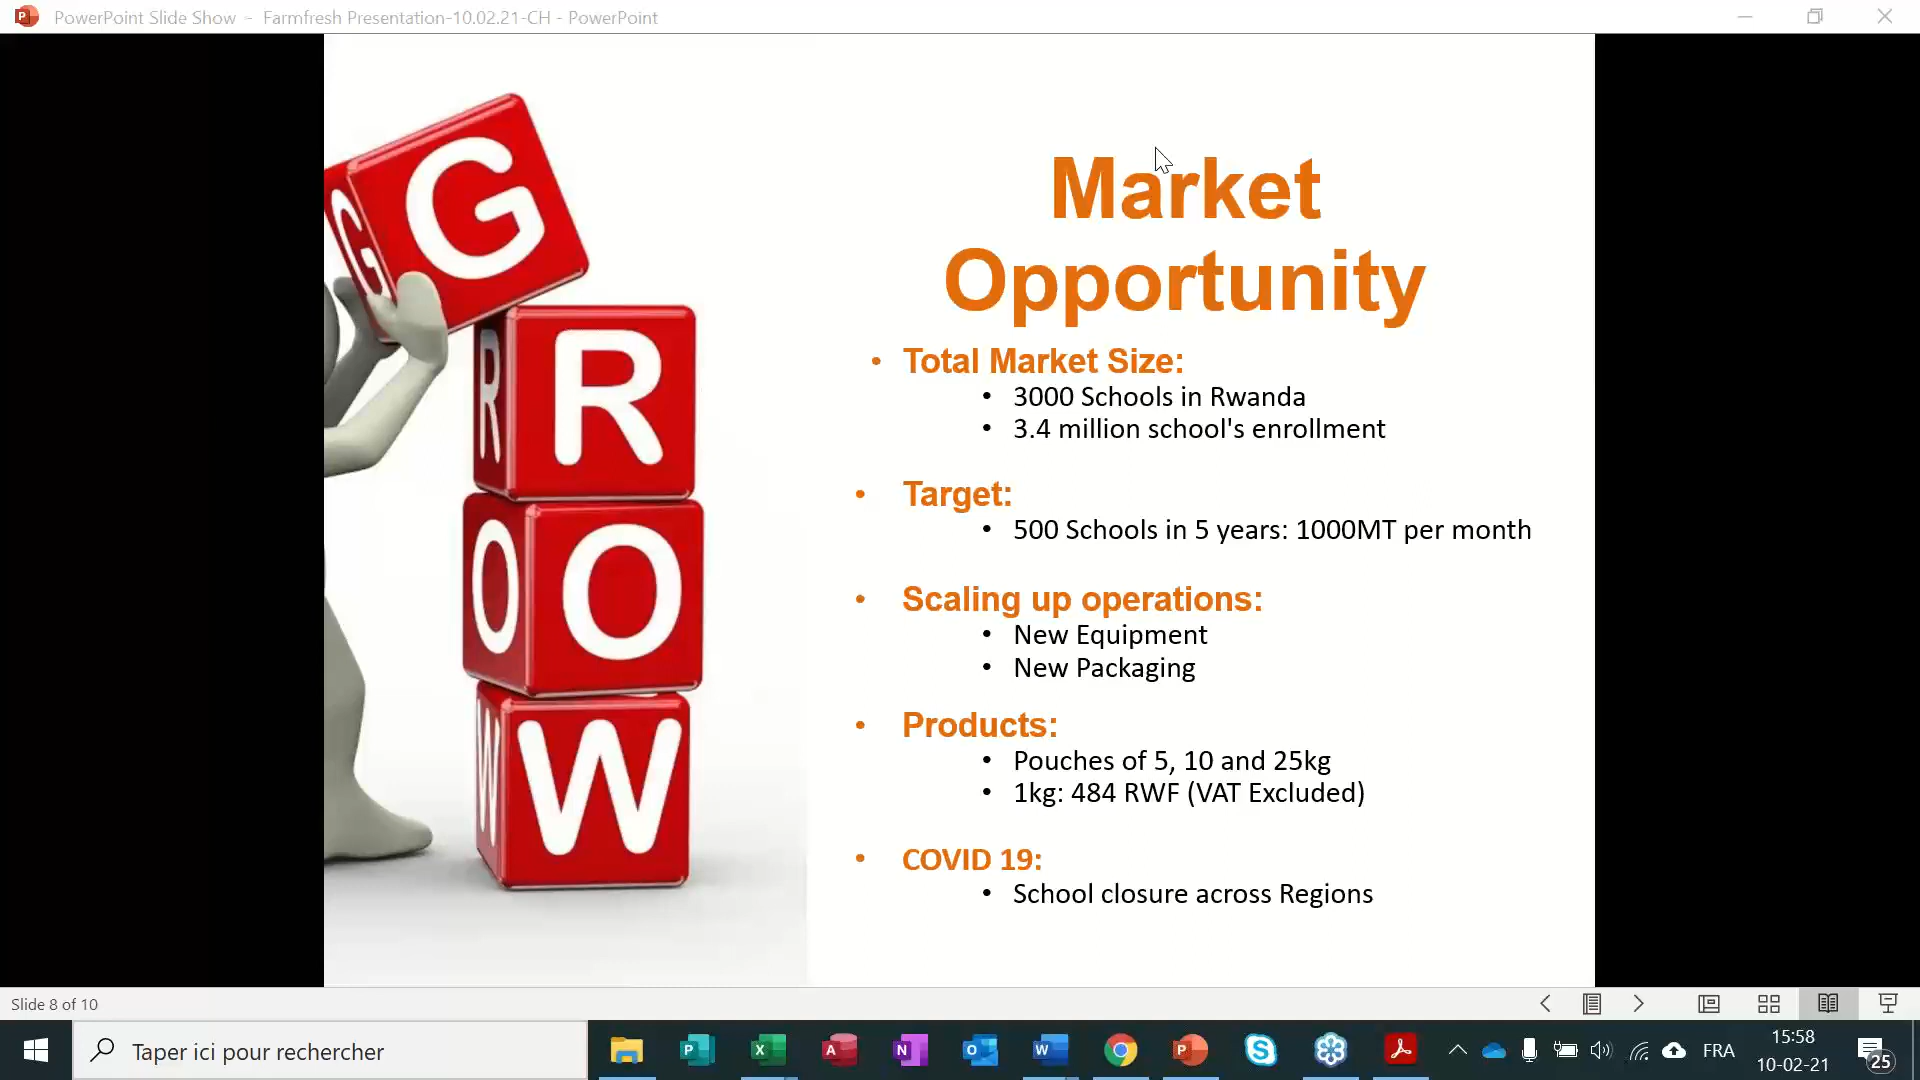 PowerPoint Slide Show - Farmfresh Presentation-10.02.21-CH - PowerPoint
G
G
R
R
O
O
W
W
Market
Opportunity
• Total Market Size:
• 3000 Schools in Rwanda
• 3.4 million school's enrollment
• Target:
• 500 Schools in 5 years: 1000MT per month
• Scaling up operations:
• New Equipment
• New Packaging
• Products:
• Pouches of 5, 10 and 25kg
• 1kg: 484 RWF (VAT Excluded)
• COVID 19:
• School closure across Regions
Slide 8 of 10
Taper ici pour rechercher
FRA
15:58
10-02-21
25